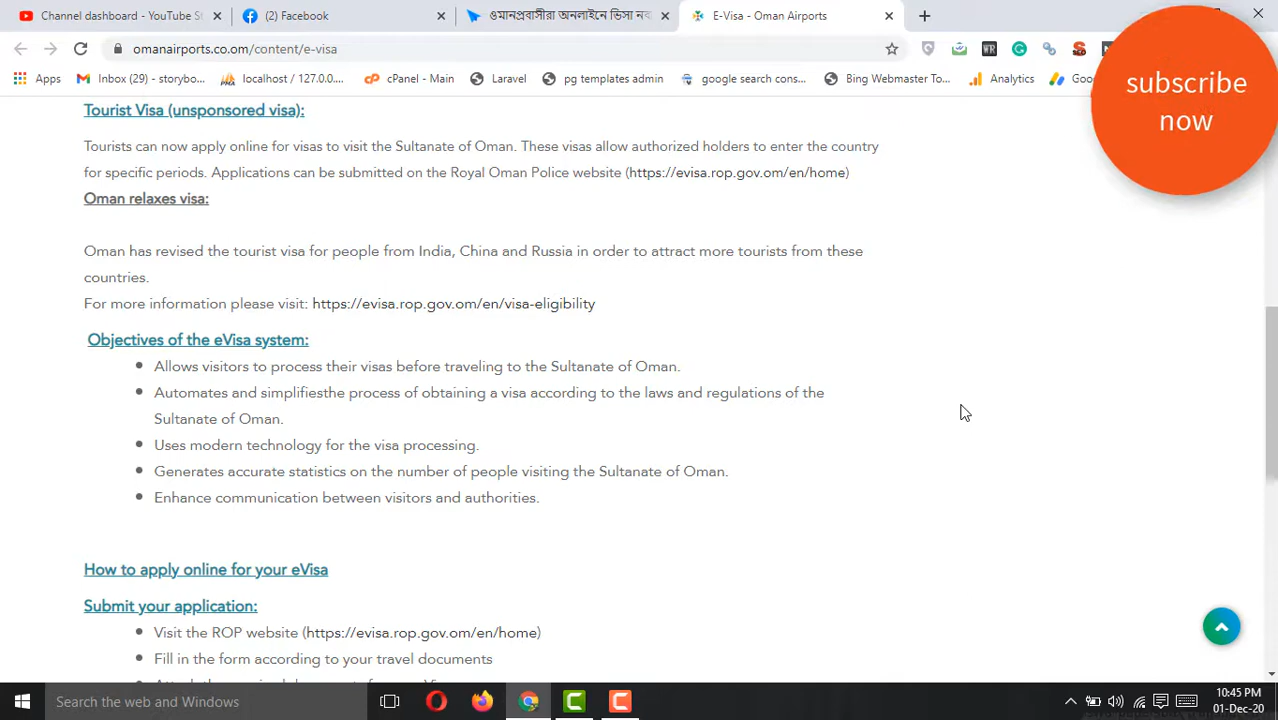 Channel dashboard - YouTube St
(2) Facebook
ওমানপ্রবাসীরা অনলাইনে ভিসা নব
E-Visa - Oman Airports
omanairports.co.om/content/e-visa
Apps
Inbox (29) - storybo...
localhost / 127.0.0....
cPanel - Main
Laravel
pg templates admin
google search cons...
Bing Webmaster To...
Analytics
Goo
subscribe
now
Tourist Visa (unsponsored visa):
Tourists can now apply online for visas to visit the Sultanate of Oman. These visas allow authorized holders to enter the country
for specific periods. Applications can be submitted on the Royal Oman Police website (https://evisa.rop.gov.om/en/home)
Oman relaxes visa:
Oman has revised the tourist visa for people from India, China and Russia in order to attract more tourists from these
countries.
For more information please visit: https://evisa.rop.gov.om/en/visa-eligibility
Objectives of the eVisa system:
Allows visitors to process their visas before traveling to the Sultanate of Oman.
Automates and simplifiesthe process of obtaining a visa according to the laws and regulations of the
Sultanate of Oman.
Uses modern technology for the visa processing.
Generates accurate statistics on the number of people visiting the Sultanate of Oman.
Enhance communication between visitors and authorities.
How to apply online for your eVisa
Submit your application:
Visit the ROP website (https://evisa.rop.gov.om/en/home)
Fill in the form according to your travel documents
Search the web and Windows
10:45 PM
01-Dec-20